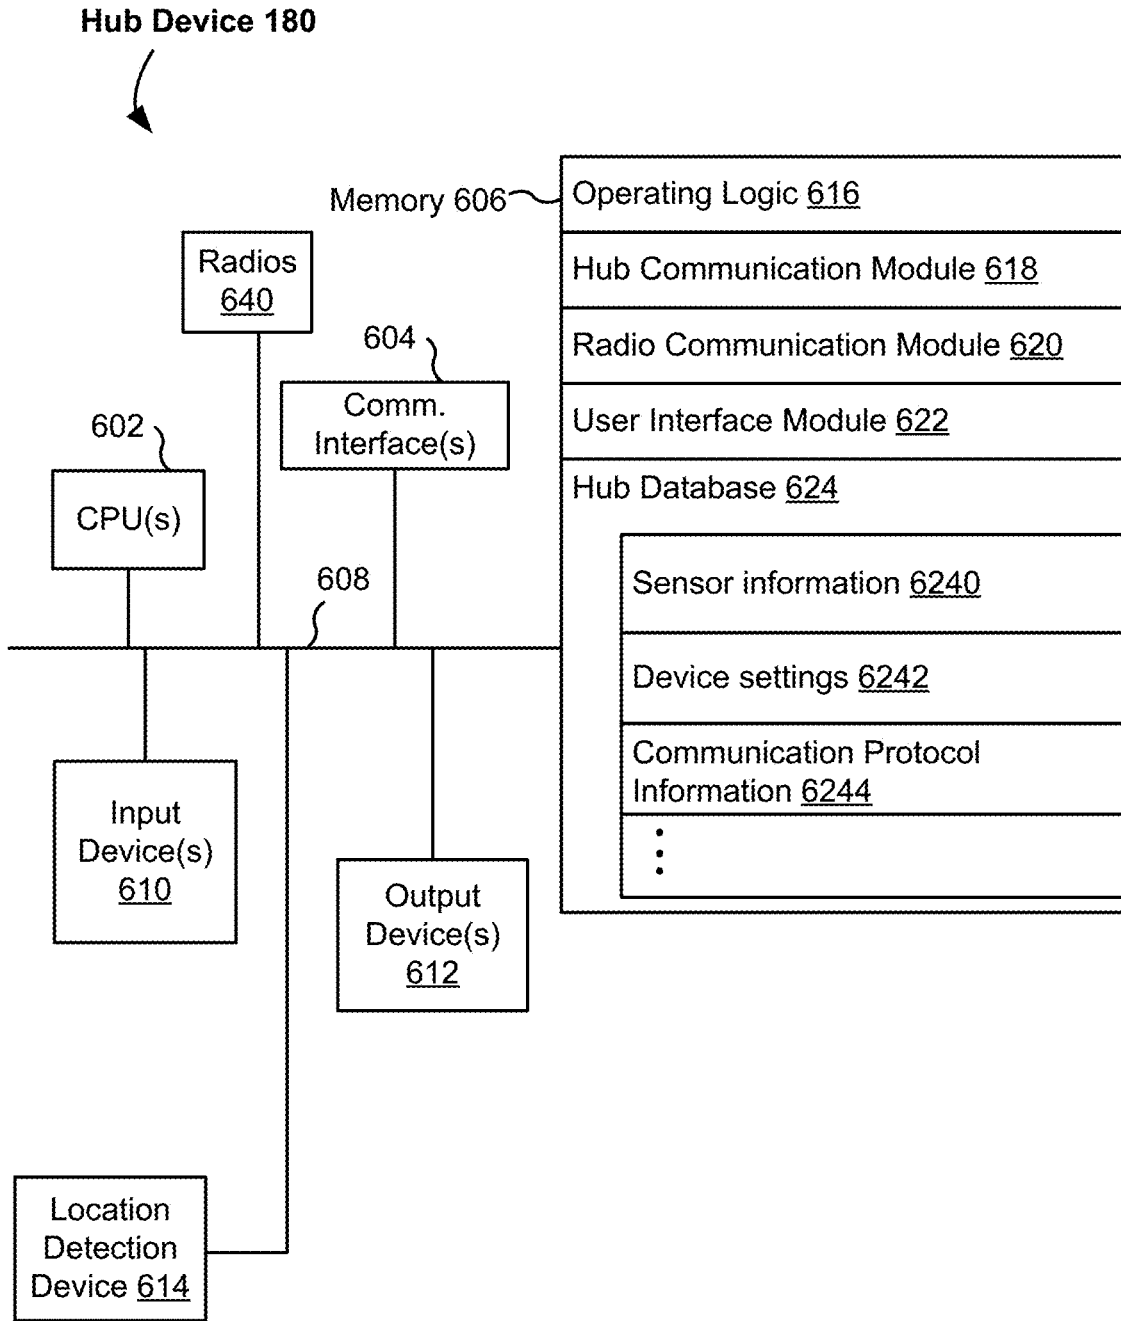 Hub Device 180
Memory 606
Operating Logic 616
Hub Communication Module 618
Radio Communication Module 620
User Interface Module 622
Hub Database 624
Sensor information 6240
Device settings 6242
Communication Protocol
Information 6244
Radios
640
604
Comm.
Interface(s)
602
CPU(s)
608
Input
Device(s)
610
Output
Device(s)
612
Location
Detection
Device 614